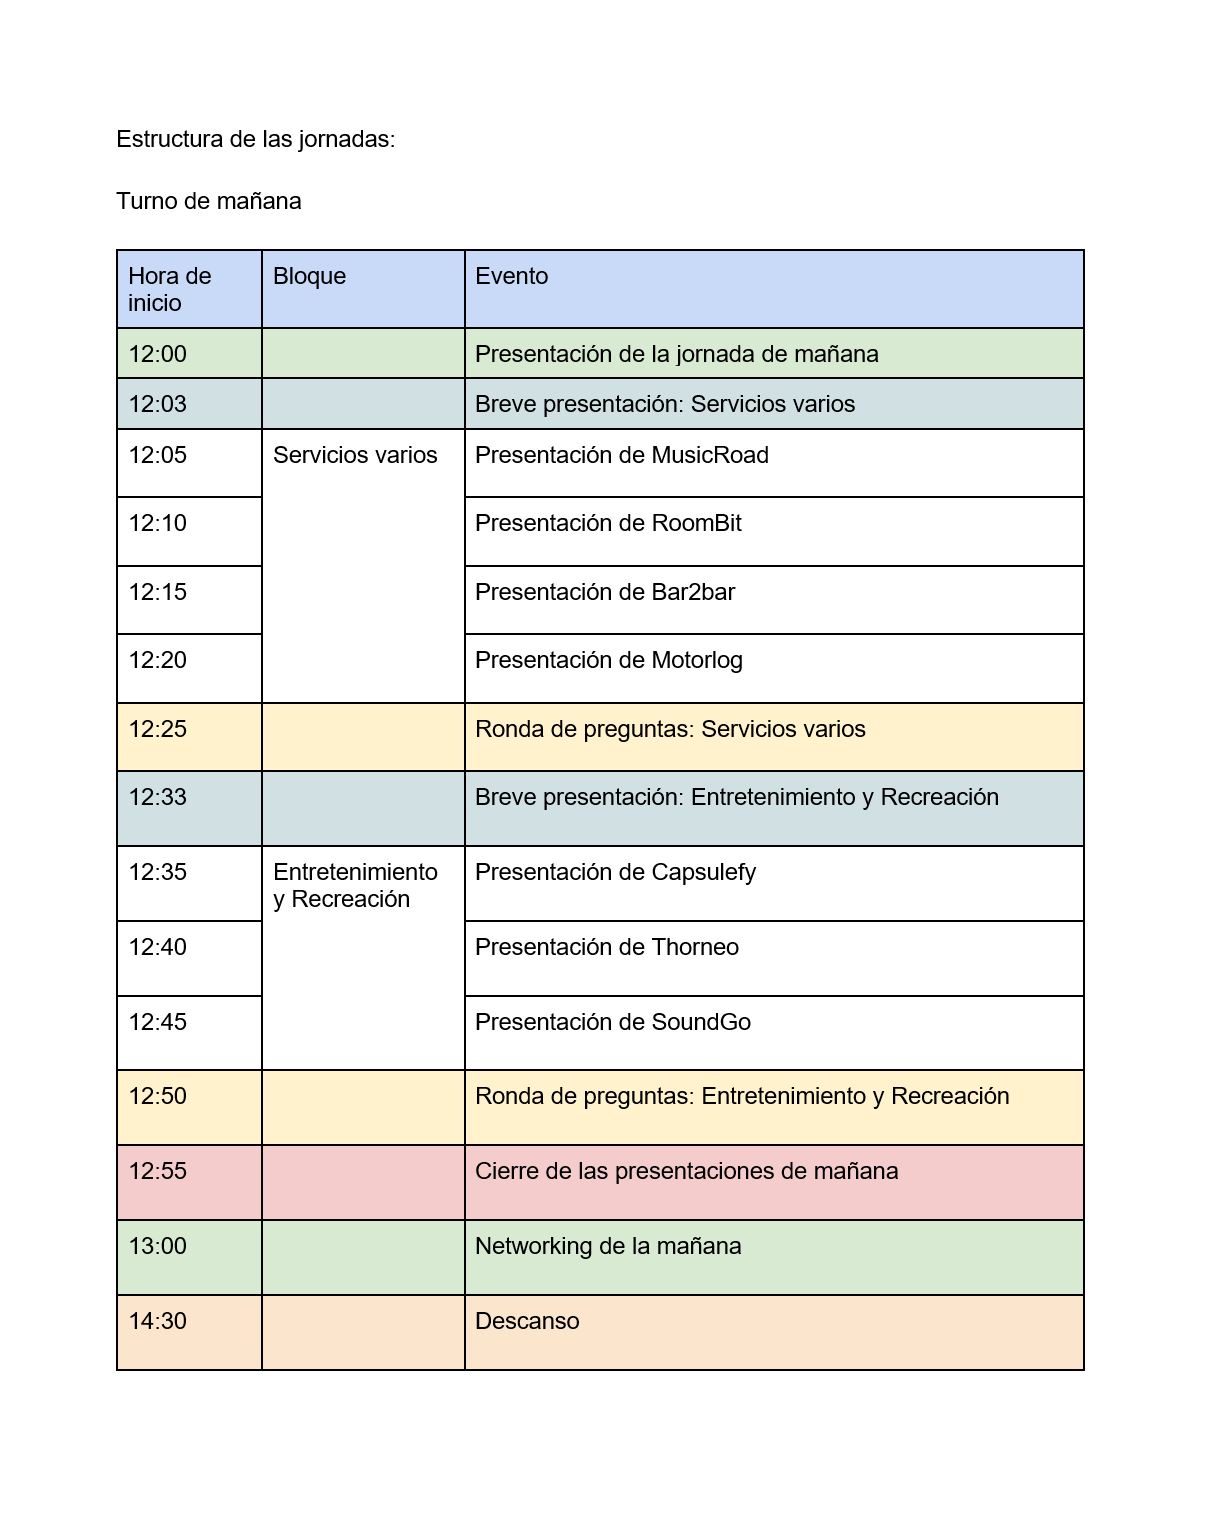 Estructura de las jornadas:
Turno de mañana
Hora de inicio Bloque Evento
12:00 Presentación de la jornada de mañana
12:03 Breve presentación: Servicios varios
12:05 Servicios varios Presentación de MusicRoad
12:10 Presentación de RoomBit
12:15 Presentación de Bar2bar
12:20 Presentación de Motorlog
12:25 Ronda de preguntas: Servicios varios
12:33 Breve presentación: Entretenimiento y Recreación
12:35 Entretenimiento y Recreación Presentación de Capsulefy
12:40 Presentación de Thorneo
12:45 Presentación de SoundGo
12:50 Ronda de preguntas: Entretenimiento y Recreación
12:55 Cierre de las presentaciones de mañana
13:00 Networking de la mañana
14:30 Descanso